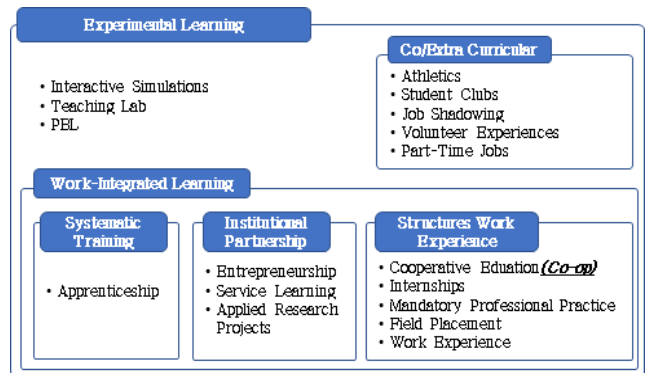 Experimental Learning
• Interactive Simulations
• Teaching Lab
• PBL
Co/Extra Curricular
• Athletics
• Student Clubs
• Job Shadowing
• Volunteer Experiences
• Part-Time Jobs
Work-Integrated Learning
Systematic
Training
• Apprenticeship
Institutional
Partnership
• Entrepreneurship
• Service Learning
• Applied Research
Projects
Structures Work
Experience
• Cooperative Eduation(Co-op)
• Internships
• Mandatory Professional Practice
• Field Placement
• Work Experience